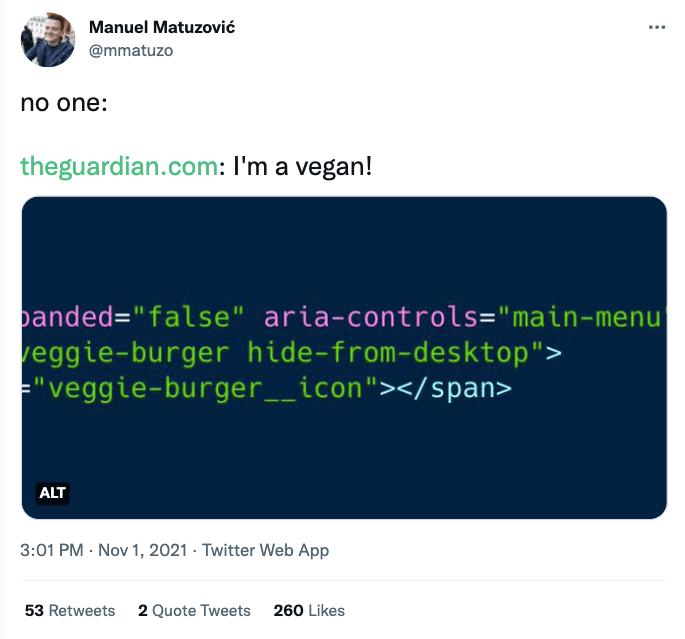 Manuel Matuzović
@mmatuzo
no one:
theguardian.com: I'm a vegan!
panded="false" aria-controls="main-menu"
veggie-burger hide-from-desktop">
="veggie-burger__icon"></span>
ALT
3:01 PM · Nov 1, 2021 · Twitter Web App
53 Retweets 2 Quote Tweets 260 Likes